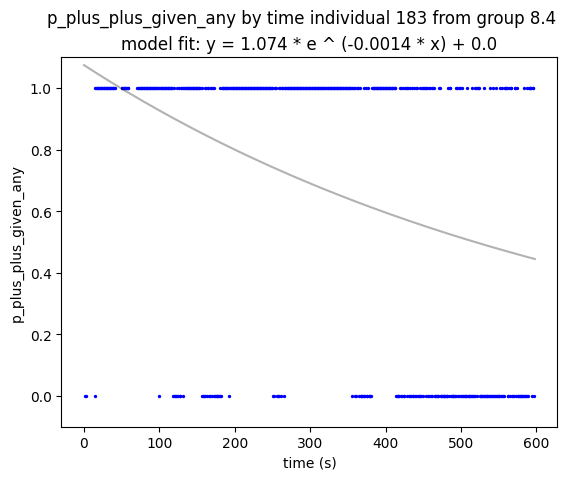 p_plus_plus_given_any by time individual 183 from group 8.4
model fit: y = 1.074 * e ^ (-0.0014 * x) + 0.0
p_plus_plus_given_any
1.0
0.8
0.6
0.4
0.2
0.0
0 100 200 300 400 500 600
time (s)